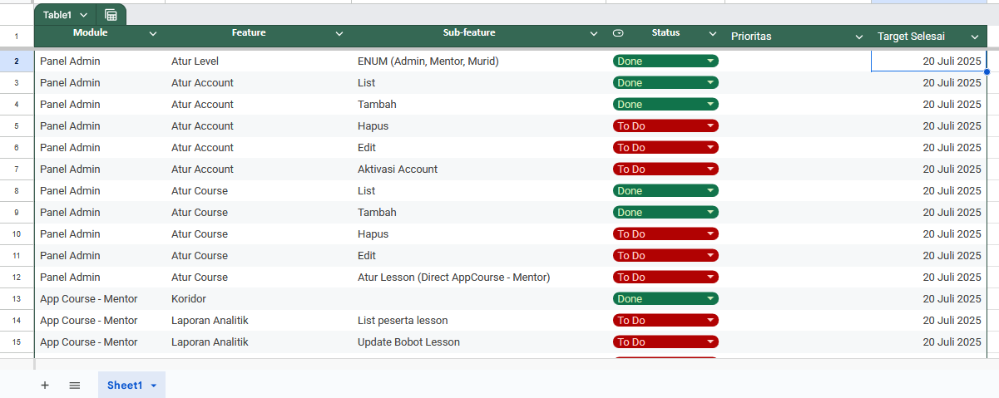 Table1
1 Module Feature Sub-feature Status Prioritas Target Selesai
2 Panel Admin Atur Level ENUM (Admin, Mentor, Murid) Done 20 Juli 2025
3 Panel Admin Atur Account List Done 20 Juli 2025
4 Panel Admin Atur Account Tambah Done 20 Juli 2025
5 Panel Admin Atur Account Hapus To Do 20 Juli 2025
6 Panel Admin Atur Account Edit To Do 20 Juli 2025
7 Panel Admin Atur Account Aktivasi Account To Do 20 Juli 2025
8 Panel Admin Atur Course List Done 20 Juli 2025
9 Panel Admin Atur Course Tambah Done 20 Juli 2025
10 Panel Admin Atur Course Hapus To Do 20 Juli 2025
11 Panel Admin Atur Course Edit To Do 20 Juli 2025
12 Panel Admin Atur Course Atur Lesson (Direct AppCourse - Mentor) To Do 20 Juli 2025
13 App Course - Mentor Koridor Done 20 Juli 2025
14 App Course - Mentor Laporan Analitik List peserta lesson To Do 20 Juli 2025
15 App Course - Mentor Laporan Analitik Update Bobot Lesson To Do 20 Juli 2025
Sheet1